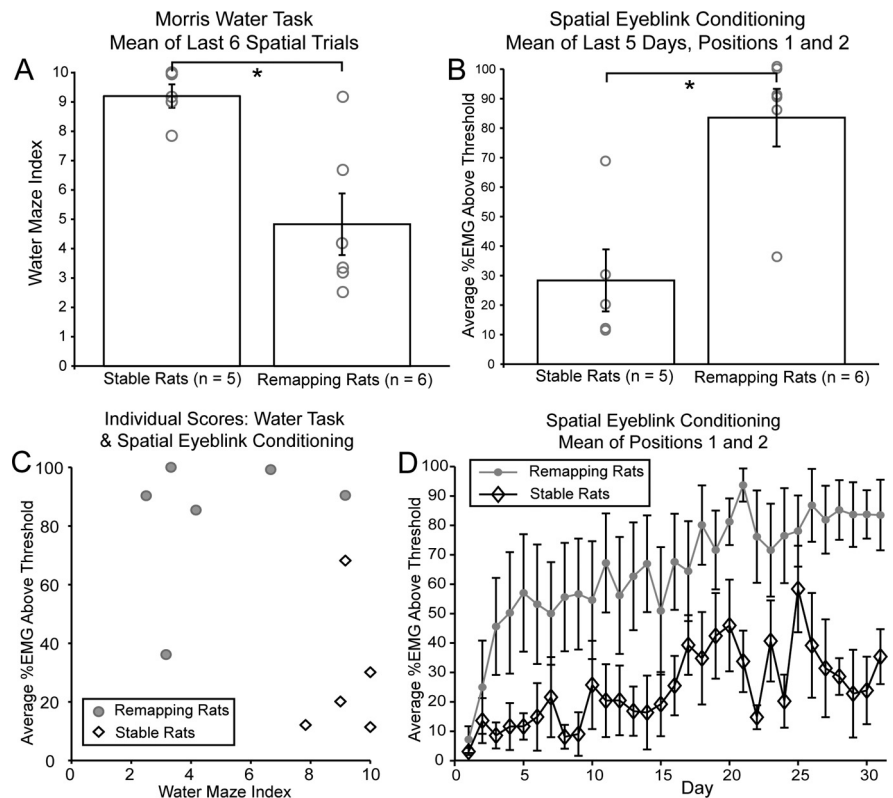 Morris Water Task
Mean of Last 6 Spatial Trials
A
*
10
9
8
7
6
5
4
3
2
1
0
Water Maze Index
Stable Rats (n = 5)
Remapping Rats (n = 6)
Spatial Eyeblink Conditioning
Mean of Last 5 Days, Positions 1 and 2
B
*
100
90
80
70
60
50
40
30
20
10
0
Average %EMG Above Threshold
Stable Rats (n = 5)
Remapping Rats (n = 6)
Individual Scores: Water Task
& Spatial Eyeblink Conditioning
C
100
80
60
40
20
0
Average %EMG Above Threshold
Remapping Rats
Stable Rats
0
2
4
6
8
10
Water Maze Index
Spatial Eyeblink Conditioning
Mean of Positions 1 and 2
D
100
90
80
70
60
50
40
30
20
10
0
Average %EMG Above Threshold
Remapping Rats
Stable Rats
0
5
10
15
20
25
30
Day